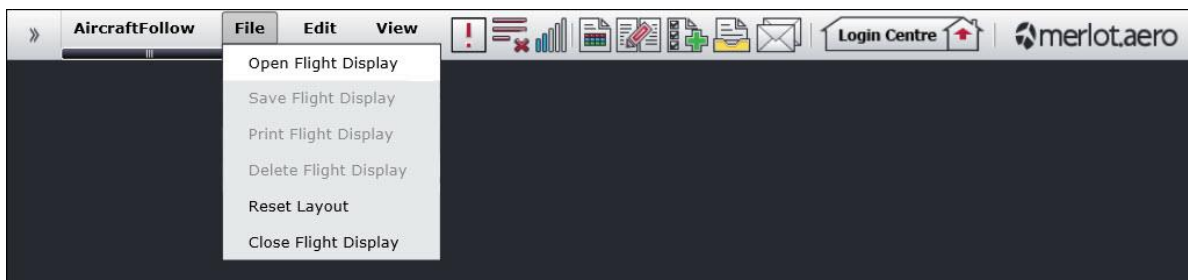 AircraftFollow File Edit View Login Centre merlot.aero
Open Flight Display
Save Flight Display
Print Flight Display
Delete Flight Display
Reset Layout
Close Flight Display